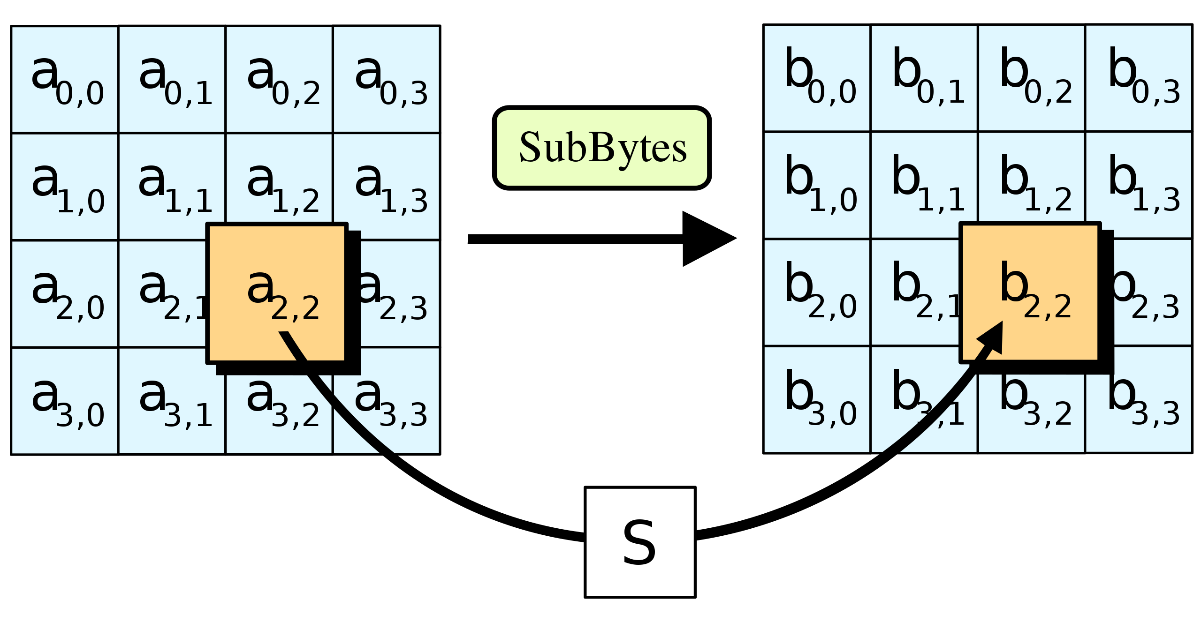 a0,0 a0,1 a0,2 a0,3
b0,0 b0,1 b0,2 b0,3
SubBytes
a1,0 a1,1 a1,2 a1,3
b1,0 b1,1 b1,2 b1,3
a2,0 a2,1 a2,2 a2,3
b2,0 b2,1 b2,2 b2,3
a3,0 a3,1 a3,2 a3,3
b3,0 b3,1 b3,2 b3,3
S